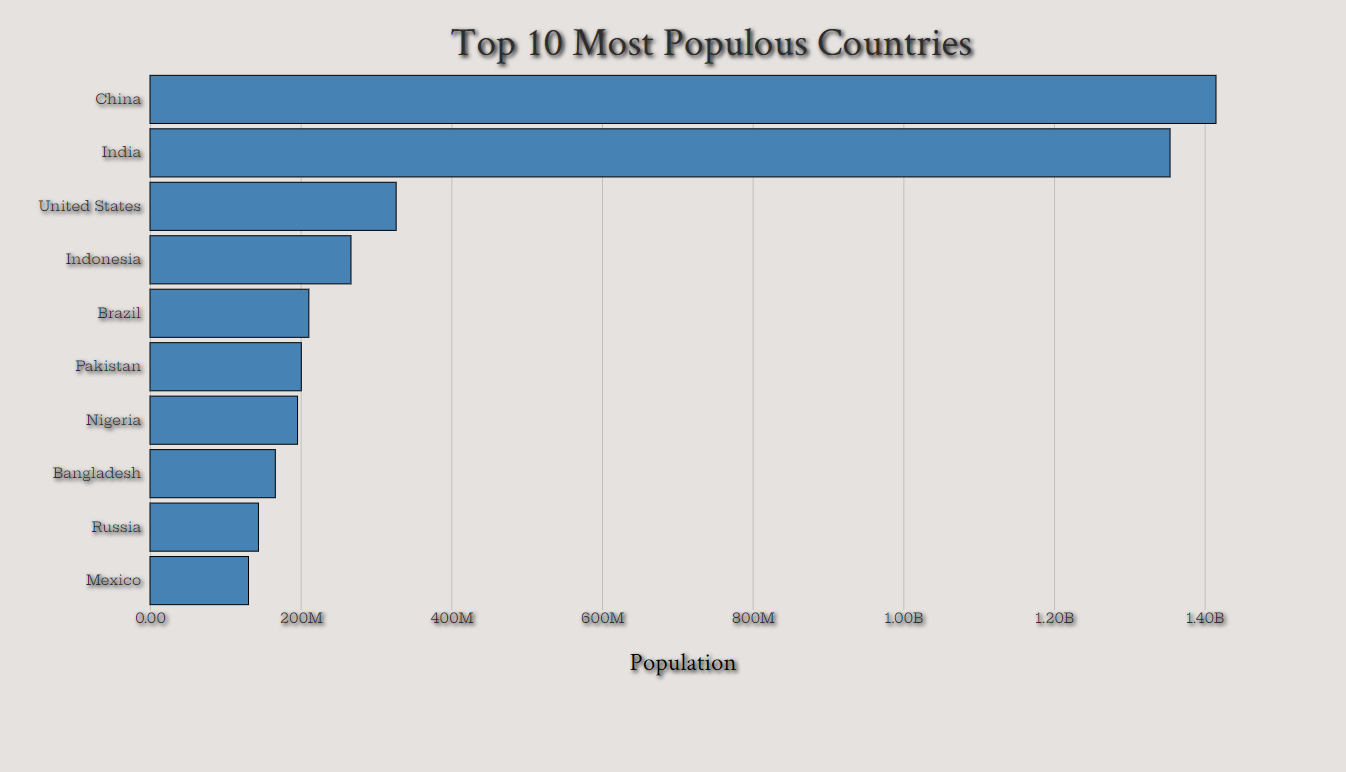 Top 10 Most Populous Countries
China
India
United States
Indonesia
Brazil
Pakistan
Nigeria
Bangladesh
Russia
Mexico
0.00 200M 400M 600M 800M 1.00B 1.20B 1.40B
Population